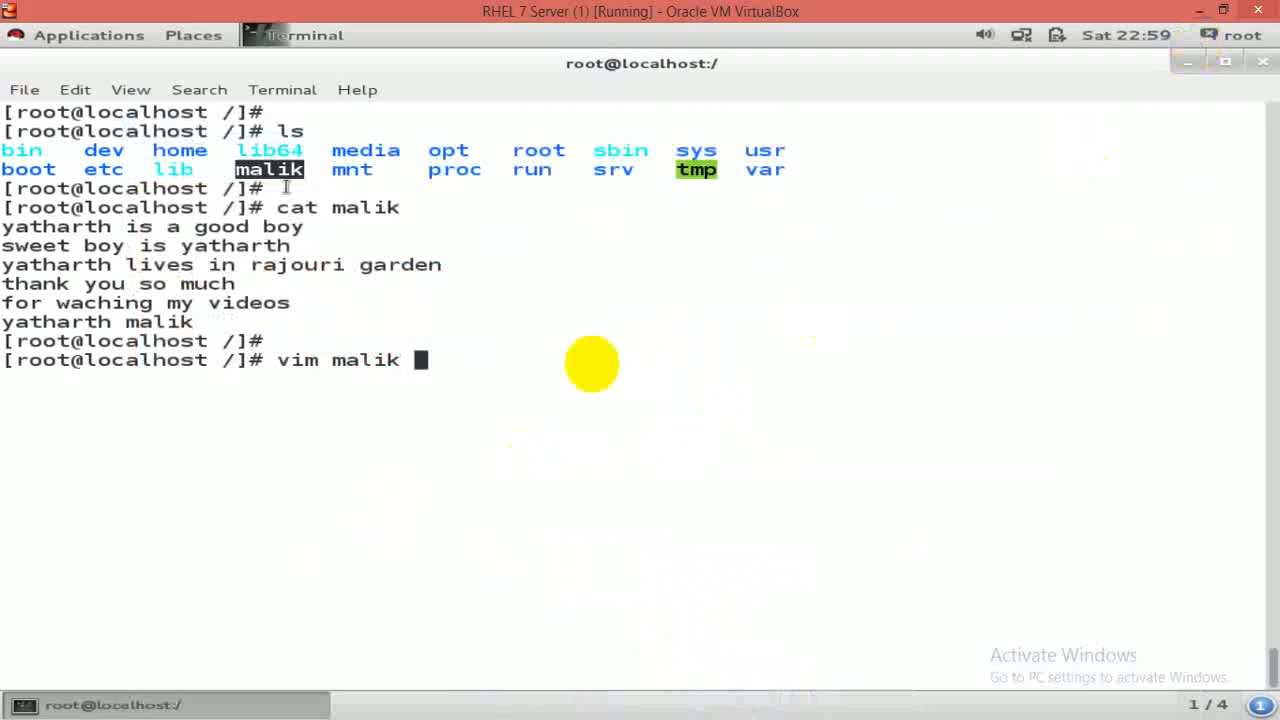 RHEL 7 Server (1) [Running] - Oracle VM VirtualBox
Applications Places Terminal Sat 22:59 root
root@localhost:/
File Edit View Search Terminal Help
[root@localhost /]#
[root@localhost /]# ls
bin dev home lib64 media opt root sbin sys usr
boot etc lib malik mnt proc run srv tmp var
[root@localhost /]#
[root@localhost /]# cat malik
yatharth is a good boy
sweet boy is yatharth
yatharth lives in rajouri garden
thank you so much
for waching my videos
yatharth malik
[root@localhost /]#
[root@localhost /]# vim malik
Activate Windows
Go to PC settings to activate Windows.
root@localhost:/ 1 / 4 1